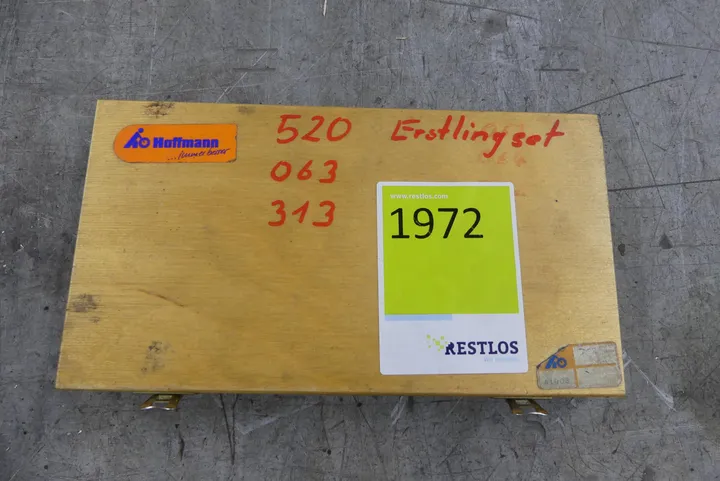 Hoffmann
...immer besser
520 Erstlingset
063
313
www.restlos.com
1972
RESTLOS